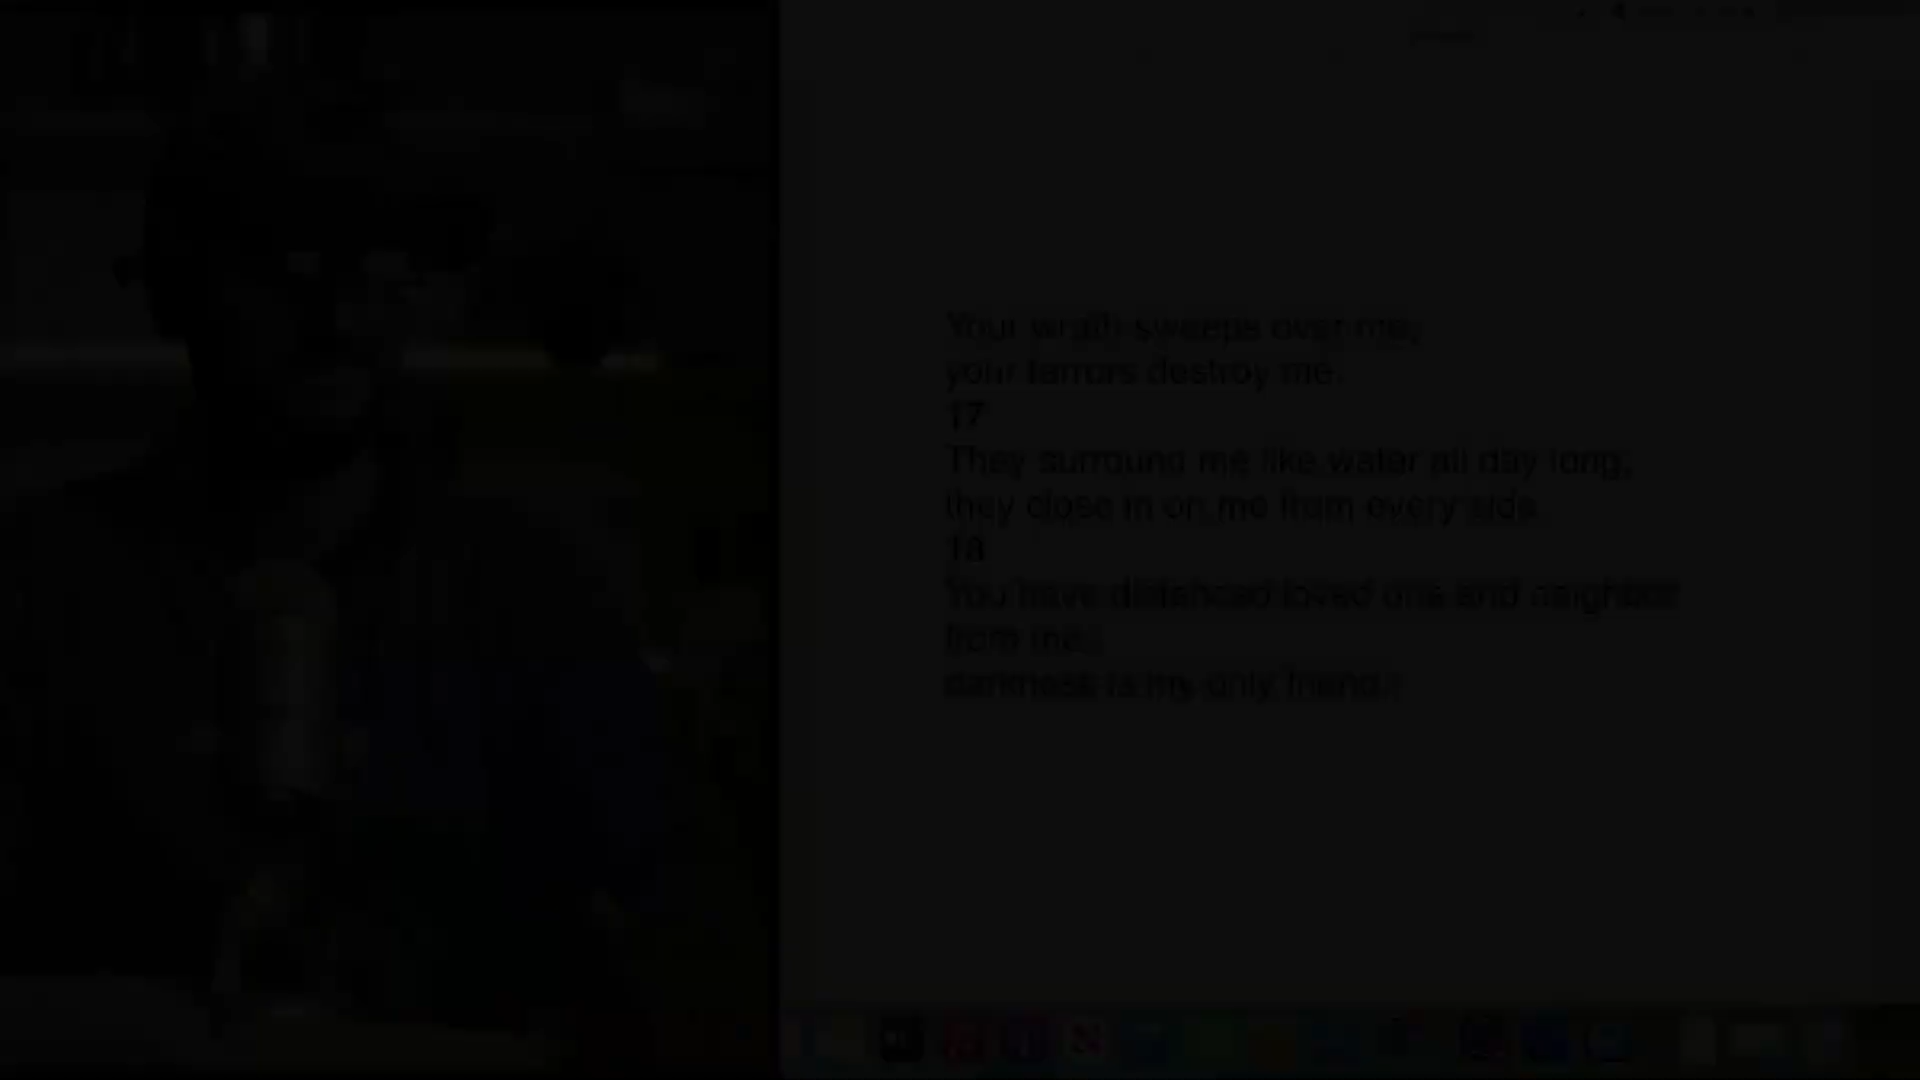 Your wrath sweeps over me;
your terrors destroy me.
17
They surround me like water all day long;
they close in on me from every side.
18
You have distanced loved one and neighbor
from me;
darkness is my only friend.